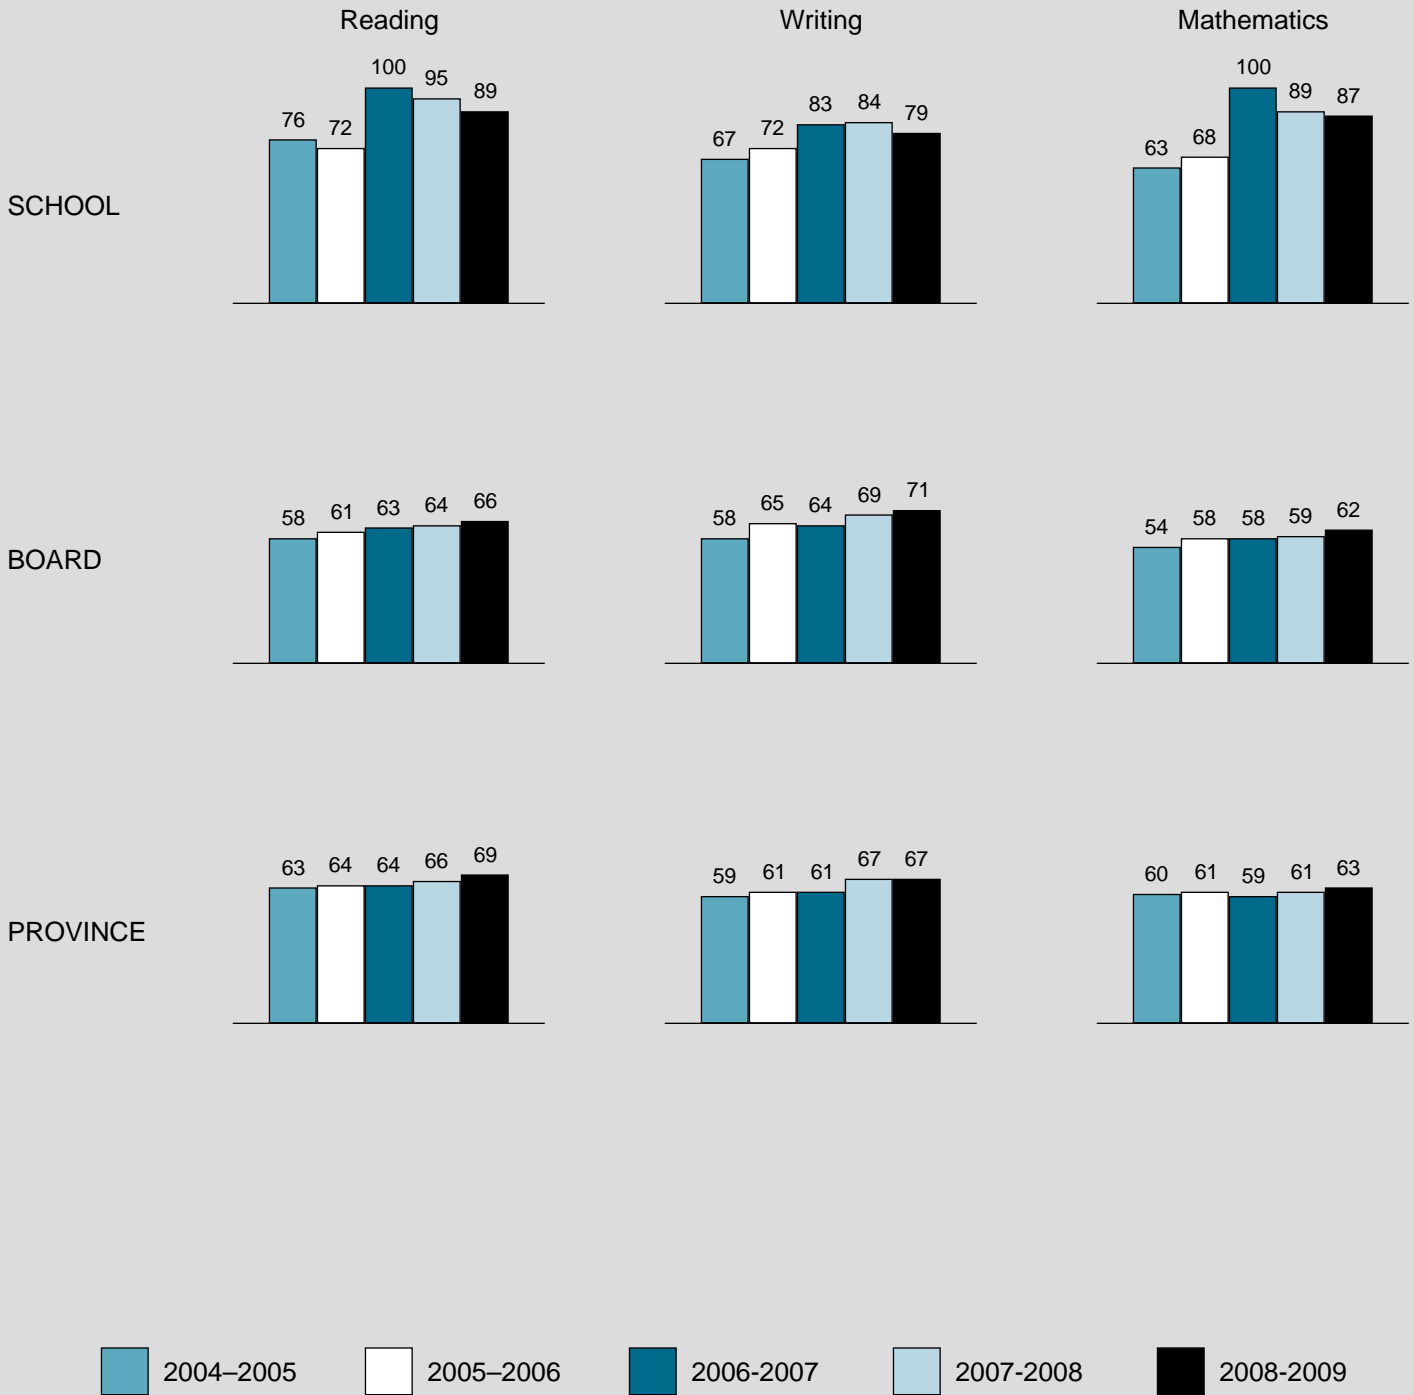 Reading Writing Mathematics
SCHOOL
76 72 100 95 89
67 72 83 84 79
63 68 100 89 87
BOARD
58 61 63 64 66
58 65 64 69 71
54 58 58 59 62
PROVINCE
63 64 64 66 69
59 61 61 67 67
60 61 59 61 63
2004–2005 2005–2006 2006-2007 2007-2008 2008-2009